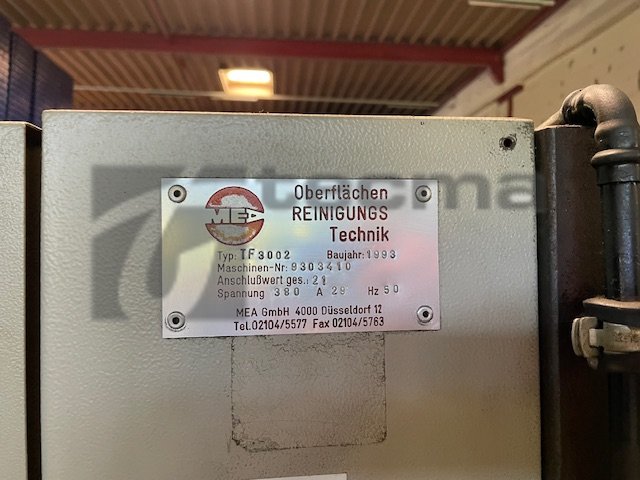 tecma
MEA
Oberflächen
REINIGUNGS
Technik
Typ: TF3002 Baujahr: 1993
Maschinen-Nr: 9303410
Anschlußwert ges.: 21
Spannung 380 A 29 Hz 50
MEA GmbH 4000 Düsseldorf 12
Tel.02104/5577 Fax 02104/5763